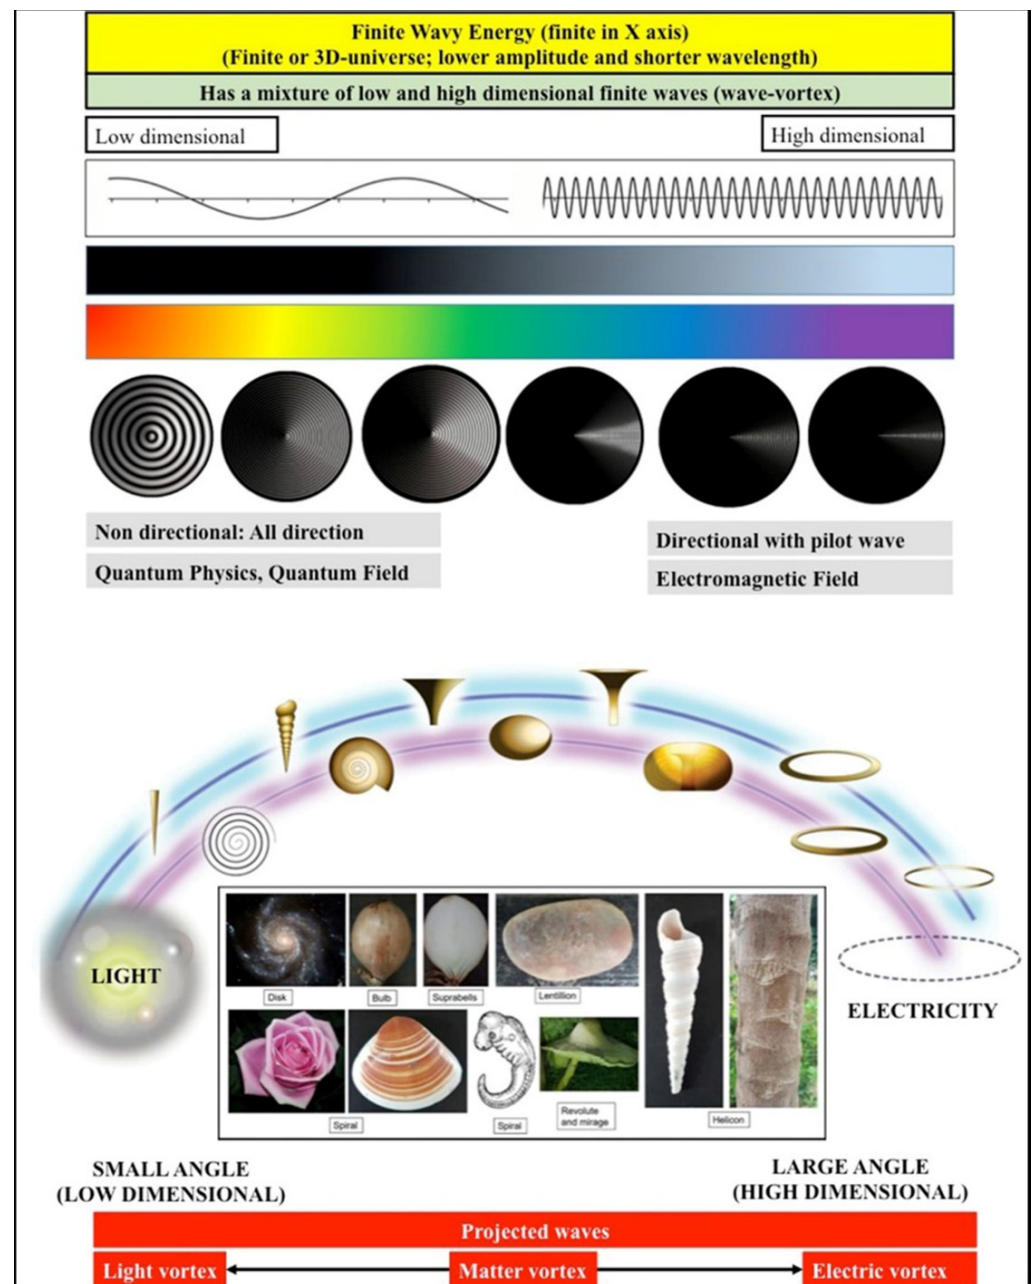 Finite Wavy Energy (finite in X axis)
(Finite or 3D-universe; lower amplitude and shorter wavelength)
Has a mixture of low and high dimensional finite waves (wave-vortex)
Low dimensional
High dimensional
Non directional: All direction
Directional with pilot wave
Quantum Physics, Quantum Field
Electromagnetic Field
LIGHT
ELECTRICITY
Disk
Bulb
Suprabells
Lentillion
Spiral
Spiral
Revolute
and mirage
Helicon
SMALL ANGLE
(LOW DIMENSIONAL)
LARGE ANGLE
(HIGH DIMENSIONAL)
Projected waves
Light vortex
Matter vortex
Electric vortex